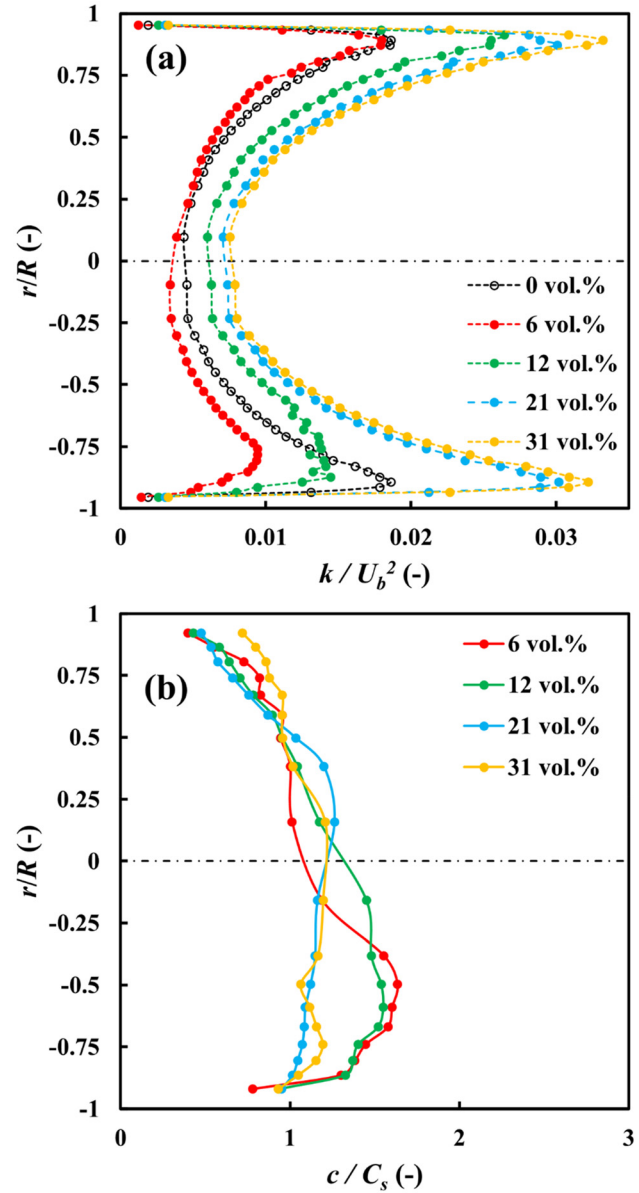 1
0.75
0.5
0.25
0
-0.25
-0.5
-0.75
-1
r/R (-)
(a)
0 vol.%
6 vol.%
12 vol.%
21 vol.%
31 vol.%
0
0.01
0.02
0.03
k / U_b^2 (-)
1
0.75
0.5
0.25
0
-0.25
-0.5
-0.75
-1
r/R (-)
(b)
6 vol.%
12 vol.%
21 vol.%
31 vol.%
0
1
2
3
c / C_s (-)